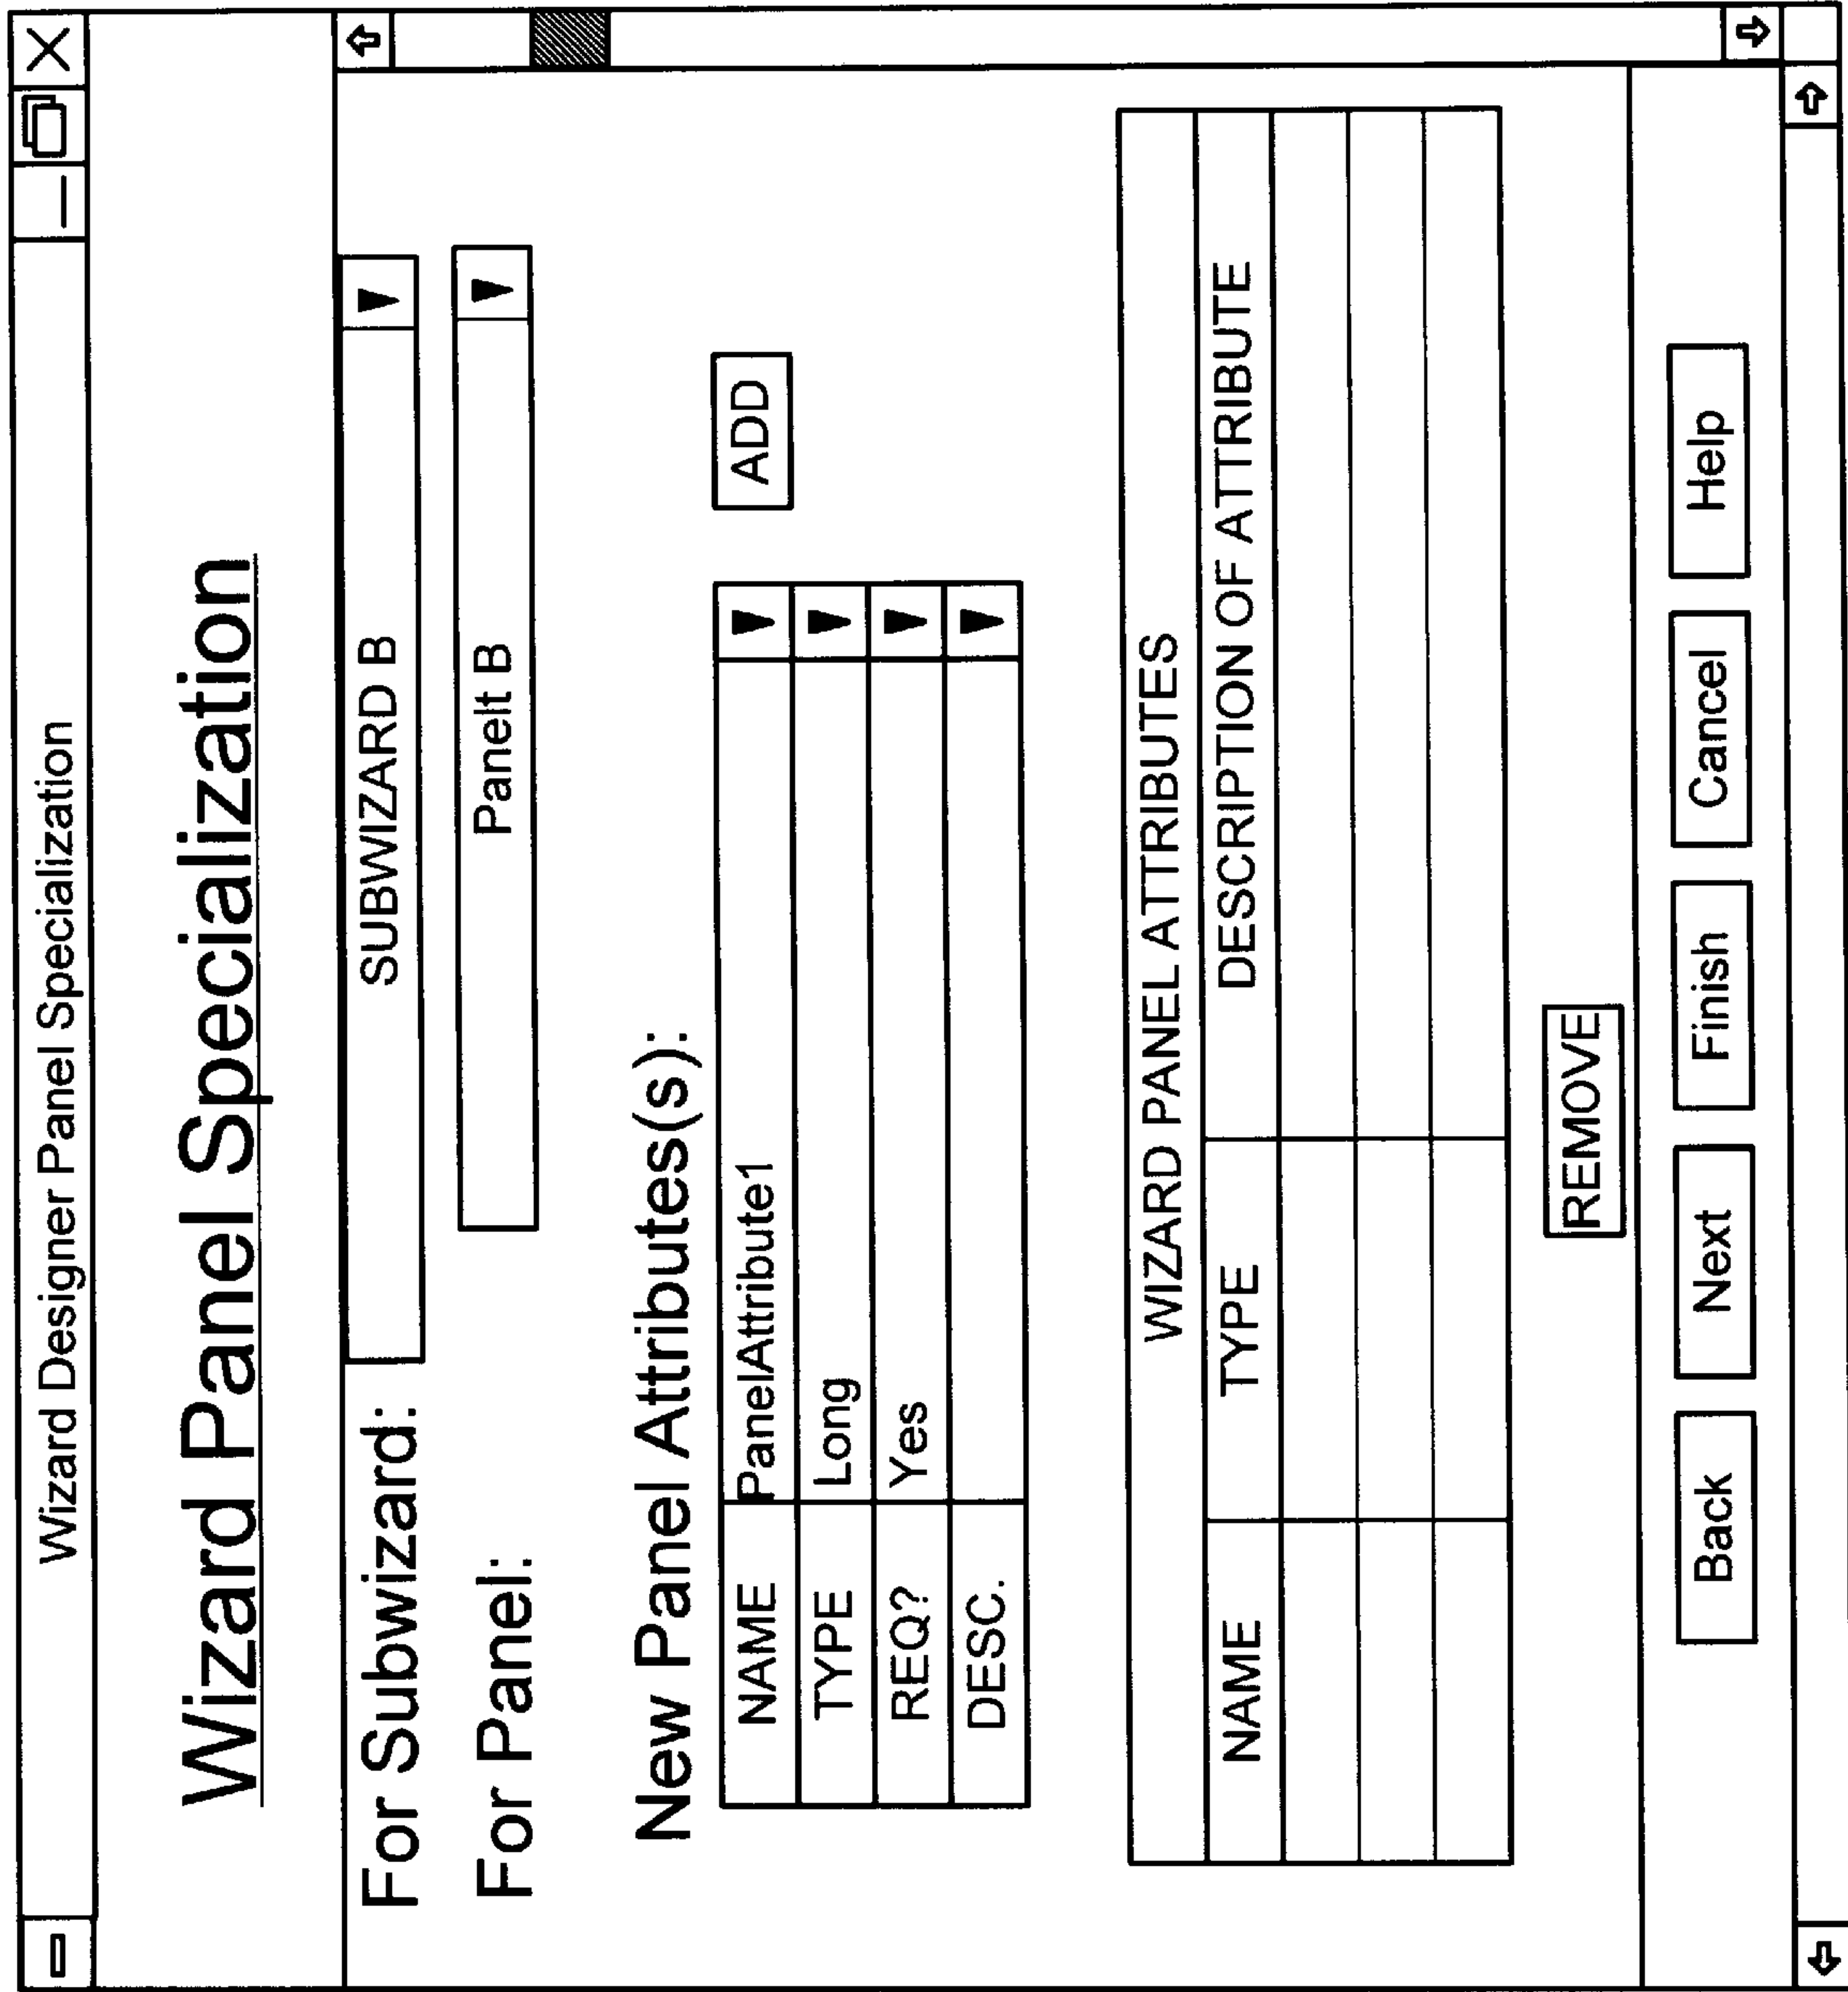 Wizard Designer Panel Specialization
Wizard Panel Specialization
For Subwizard: SUBWIZARD B
For Panel: Panelt B
New Panel Attributes(s):
NAME PanelAttribute1 ADD
TYPE Long
REQ? Yes
DESC.
WIZARD PANEL ATTRIBUTES
NAME TYPE DESCRIPTION OF ATTRIBUTE
REMOVE
Back Next Finish Cancel Help